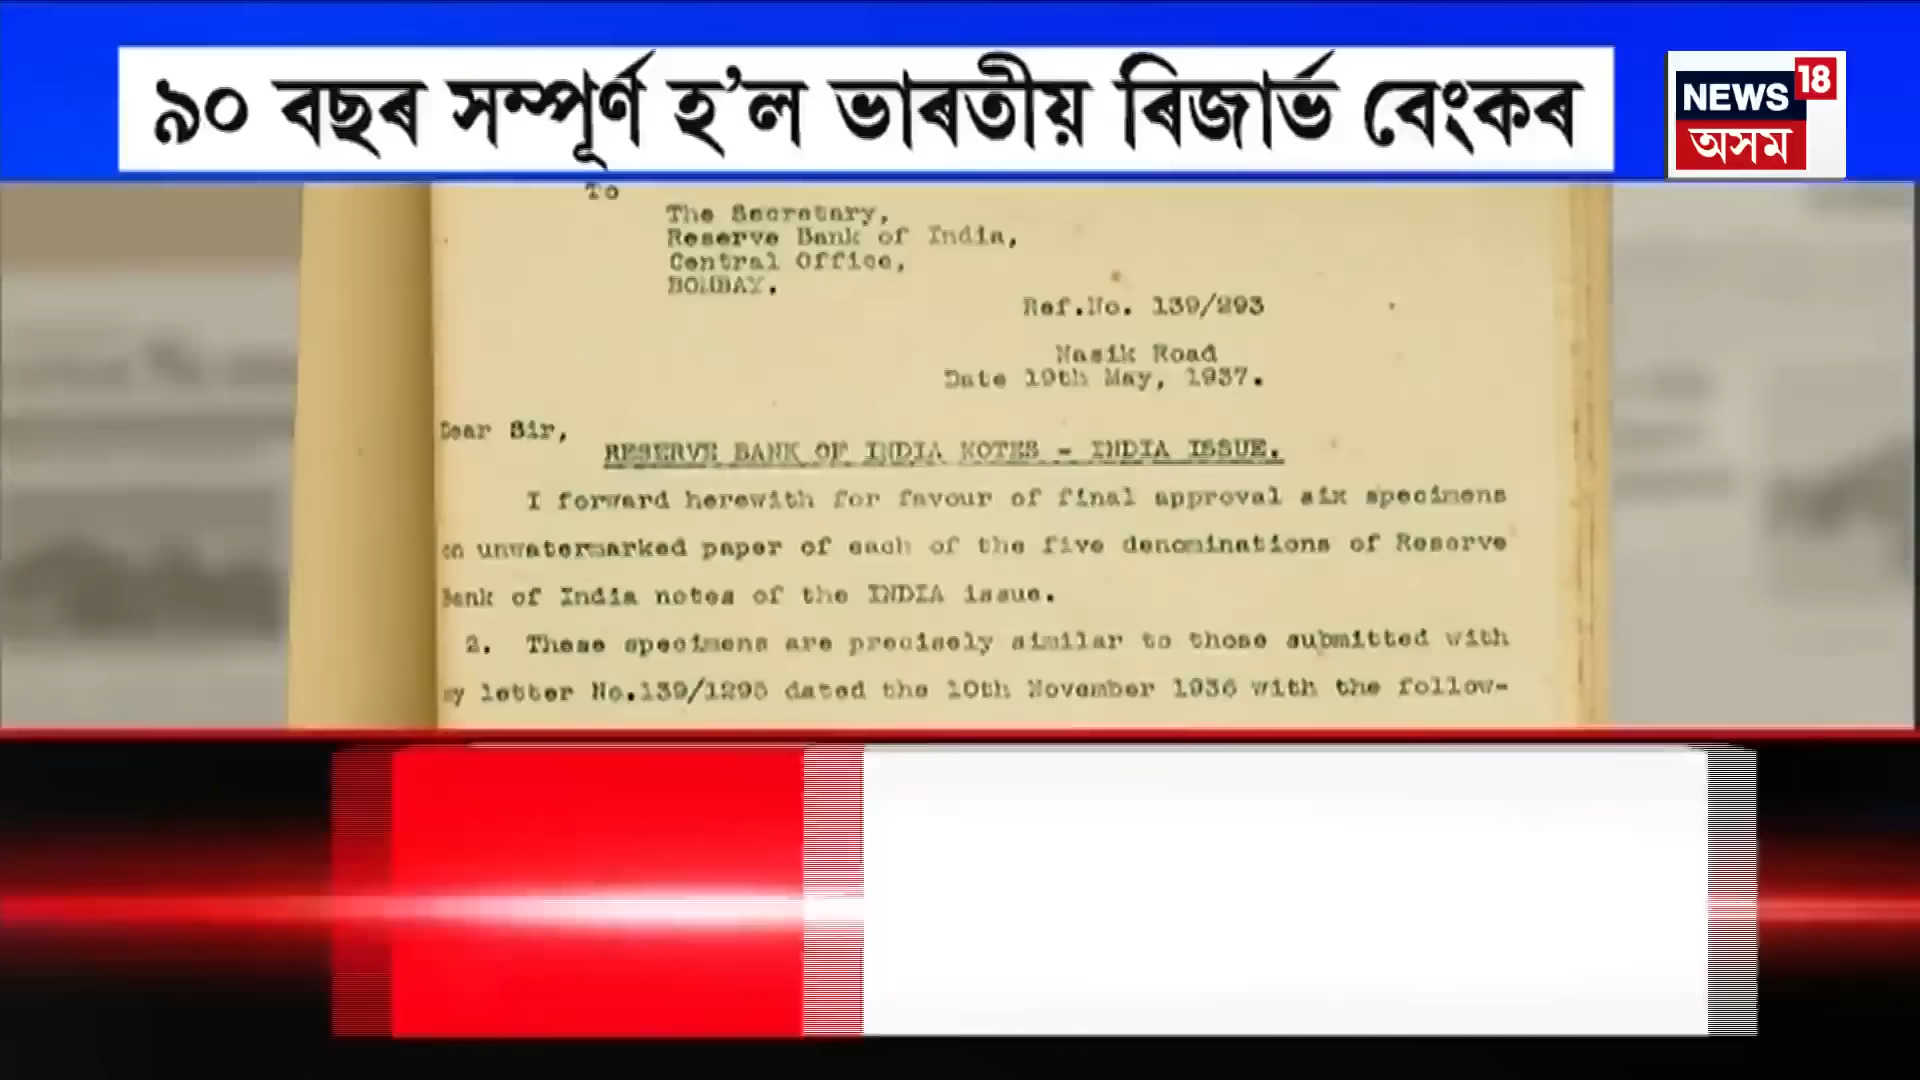 ৯০ বছৰ সম্পূৰ্ণ হ'ল ভাৰতীয় ৰিজাৰ্ভ বেংকৰ
NEWS 18
অসম
To
The Secretary,
Reserve Bank of India,
Central Office,
BOMBAY.
Ref.No. 139/293
Nasik Road
Date 19th May, 1937.
Dear Sir,
RESERVE BANK OF INDIA NOTES - INDIA ISSUE.
I forward herewith for favour of final approval six specimens
on unwatermarked paper of each of the five denominations of Reserve
Bank of India notes of the INDIA issue.
2. These specimens are precisely similar to those submitted with
my letter No.139/1295 dated the 10th November 1936 with the follow-